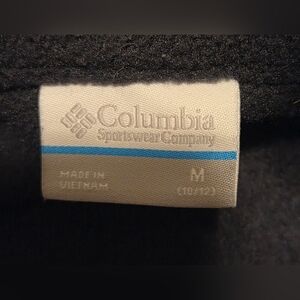 Columbia
Sportswear Company
MADE IN
VIETNAM
M
(10/12)